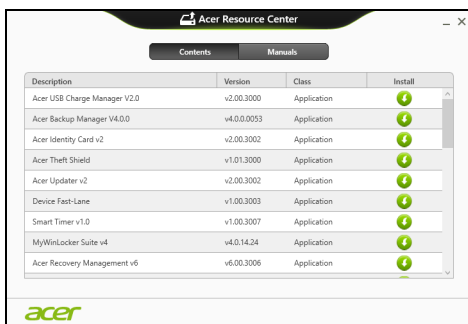 Acer Resource Center
Contents Manuals
Description Version Class Install
Acer USB Charge Manager V2.0 v2.00.3000 Application
Acer Backup Manager V4.0.0 v4.0.0.0053 Application
Acer Identity Card v2 v2.00.3002 Application
Acer Theft Shield v1.01.3000 Application
Acer Updater v2 v2.00.3002 Application
Device Fast-Lane v1.00.3003 Application
Smart Timer v1.0 v1.00.3007 Application
MyWinLocker Suite v4 v4.0.14.24 Application
Acer Recovery Management v6 v6.00.3006 Application
acer